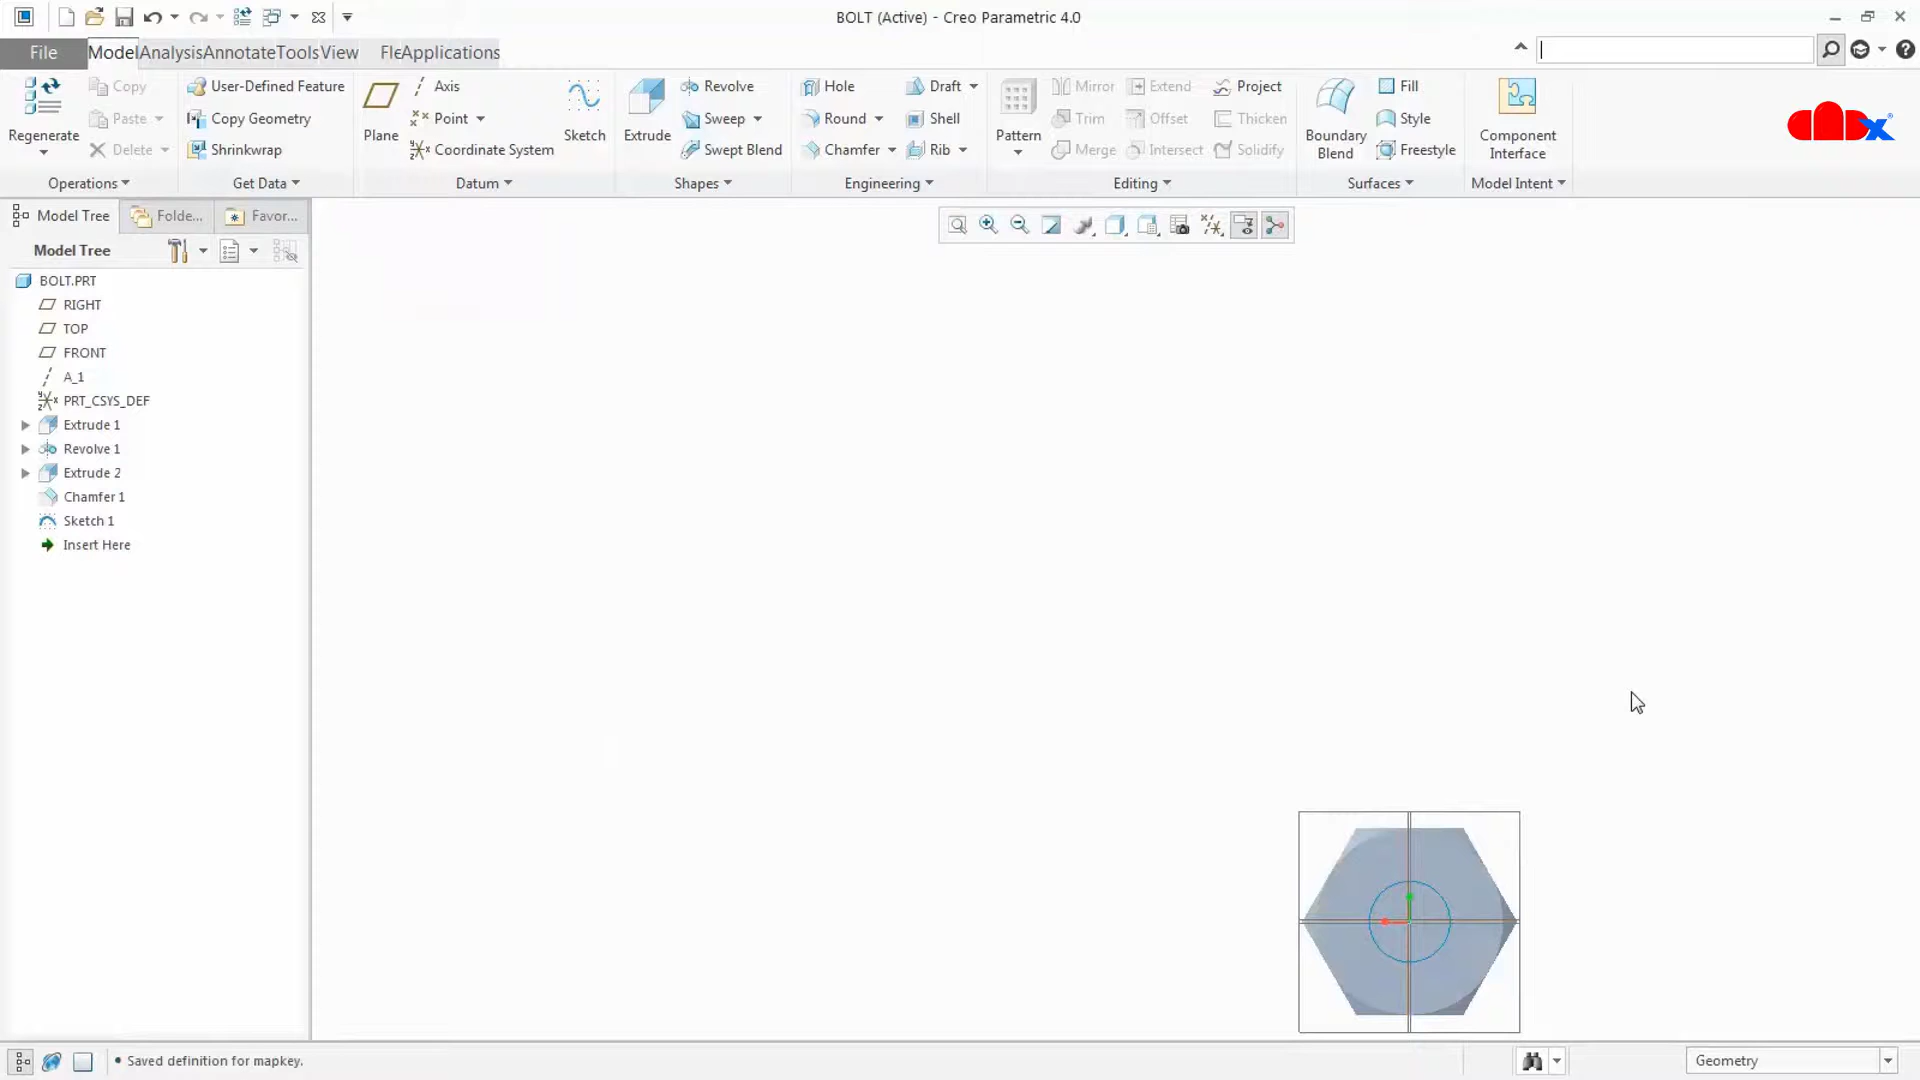 BOLT (Active) - Creo Parametric 4.0
File Model Analysis Annotate Tools View Fle Applications
Regenerate
Copy
Paste
Delete
Operations
User-Defined Feature
Copy Geometry
Shrinkwrap
Get Data
Plane
Axis
Point
Coordinate System
Sketch
Datum
Extrude
Revolve
Sweep
Swept Blend
Shapes
Hole
Round
Chamfer
Draft
Shell
Rib
Engineering
Pattern
Mirror
Trim
Merge
Extend
Offset
Intersect
Project
Thicken
Solidify
Editing
Boundary
Blend
Fill
Style
Freestyle
Surfaces
Component
Interface
Model Intent
Model Tree Folde... Favor...
Model Tree
BOLT.PRT
RIGHT
TOP
FRONT
A_1
PRT_CSYS_DEF
Extrude 1
Revolve 1
Extrude 2
Chamfer 1
Sketch 1
Insert Here
• Saved definition for mapkey.
Geometry